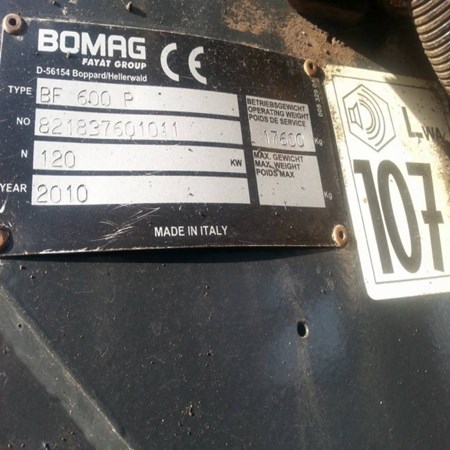 BOMAG
FAYAT GROUP
D-56154 Boppard/Hellerwald
CE
TYPE BF 600 P
NO 821837601011
N 120 KW
YEAR 2010
BETRIEBSGEWICHT
OPERATING WEIGHT
POIDS DE SERVICE
17600 Kg
MAX. GEWICHT
MAX. WEIGHT
POIDS MAX
Kg
MADE IN ITALY
LWA
107